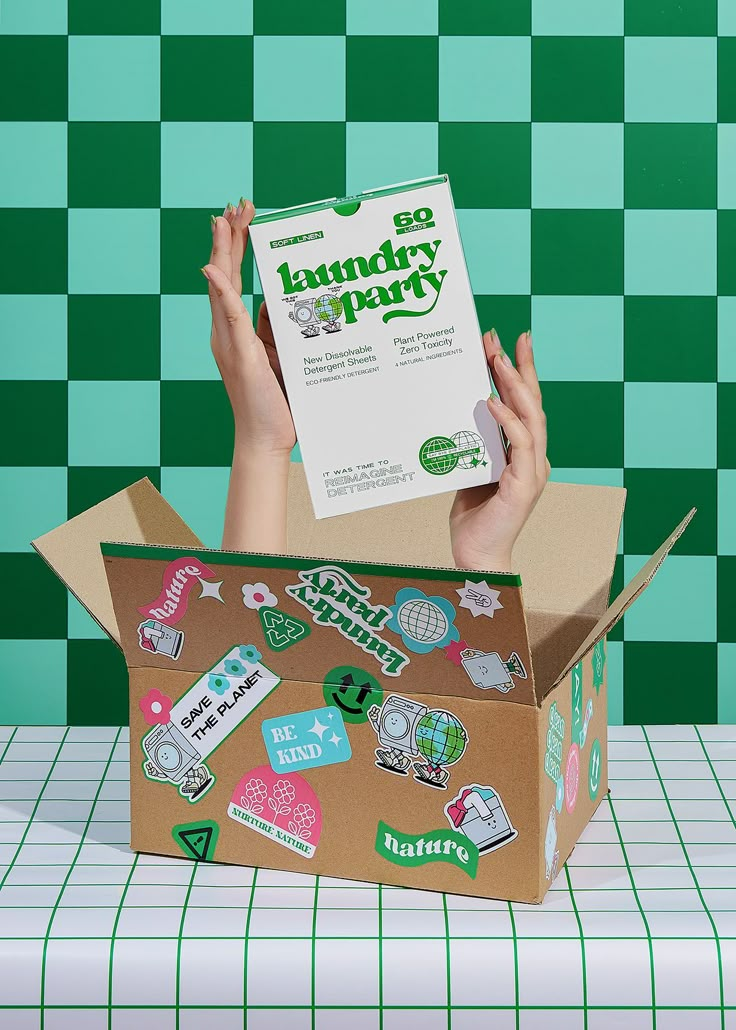 SOFT LINEN
60
LOADS
laundry
party
New Dissolvable
Detergent Sheets
ECO-FRIENDLY DETERGENT
Plant Powered
Zero Toxicity
4 NATURAL INGREDIENTS
IT WAS TIME TO
REIMAGINE
DETERGENT
nature
laundry
party
SAVE
THE PLANET
BE
KIND
NURTURE NATURE
nature